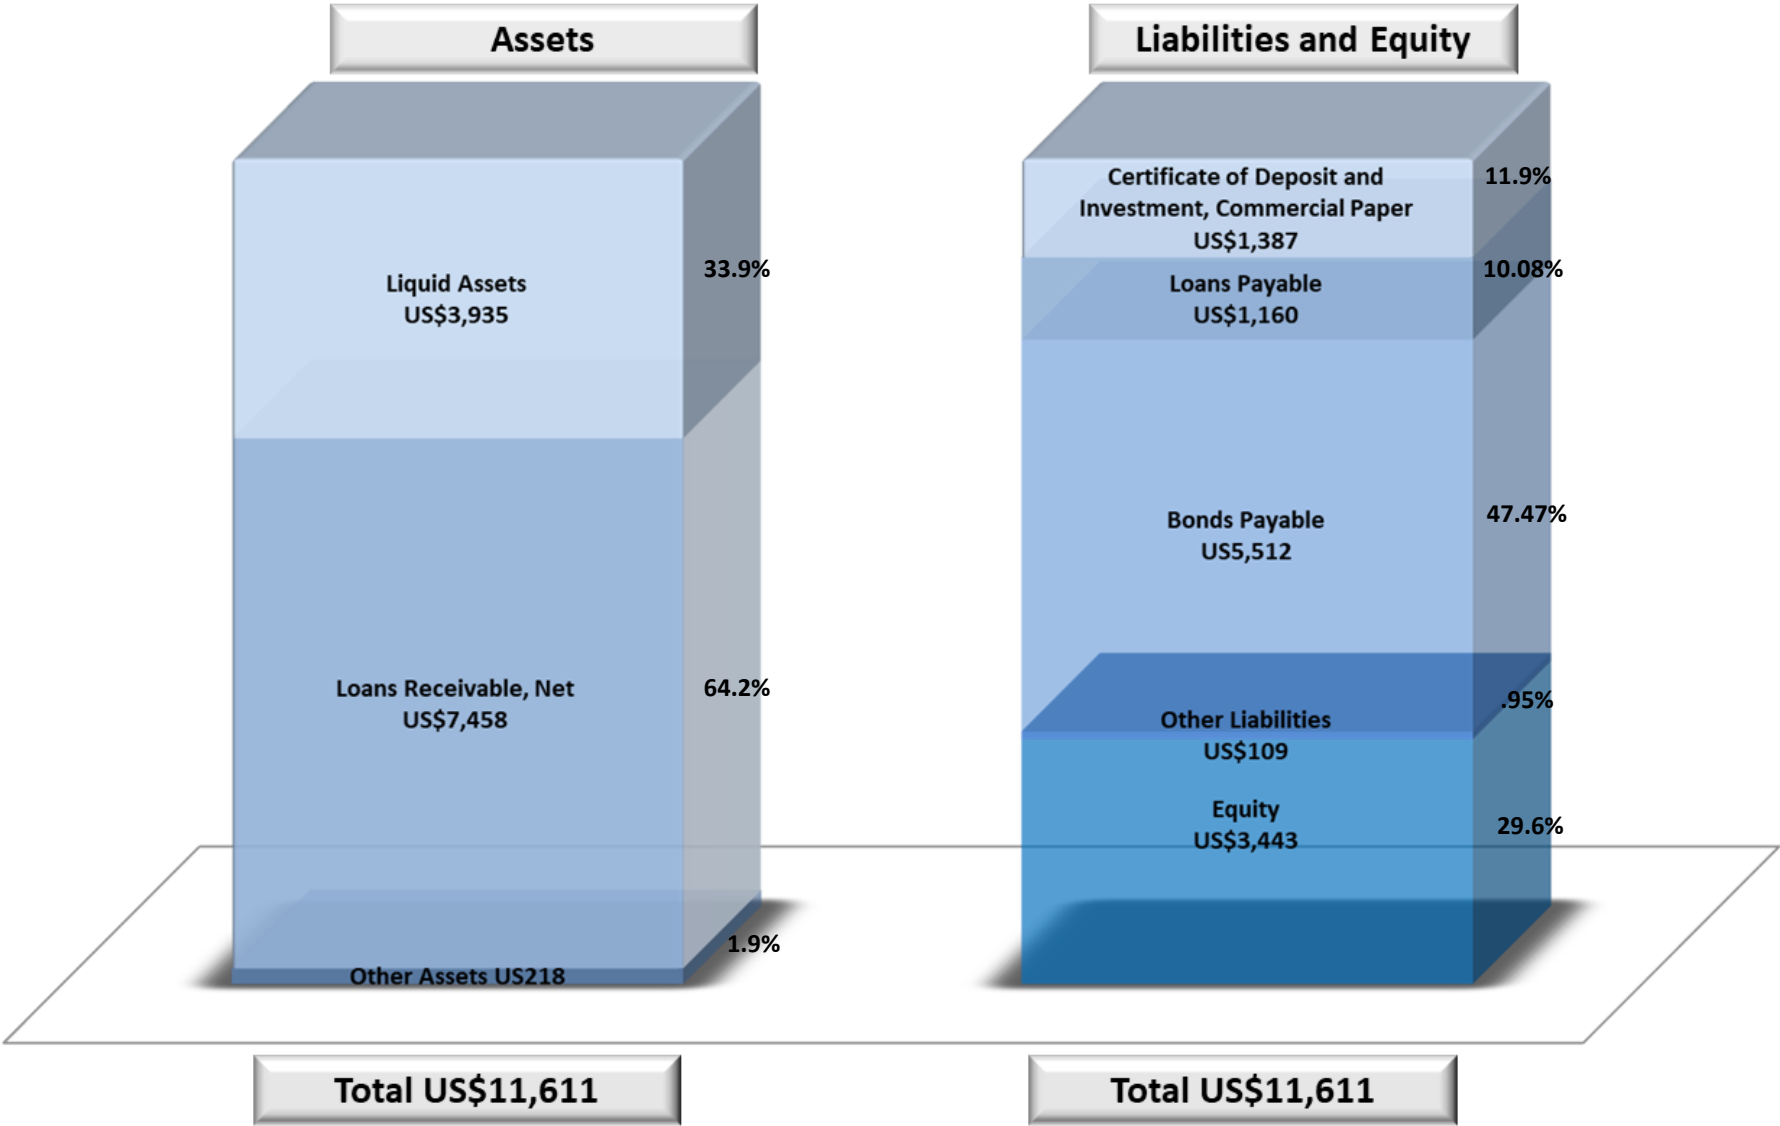 Assets
Liquid Assets
US$3,935
33.9%
Loans Receivable, Net
US$7,458
64.2%
Other Assets US218
1.9%
Total US$11,611
Liabilities and Equity
Certificate of Deposit and
Investment, Commercial Paper
US$1,387
11.9%
Loans Payable
US$1,160
10.08%
Bonds Payable
US5,512
47.47%
Other Liabilities
US$109
.95%
Equity
US$3,443
29.6%
Total US$11,611